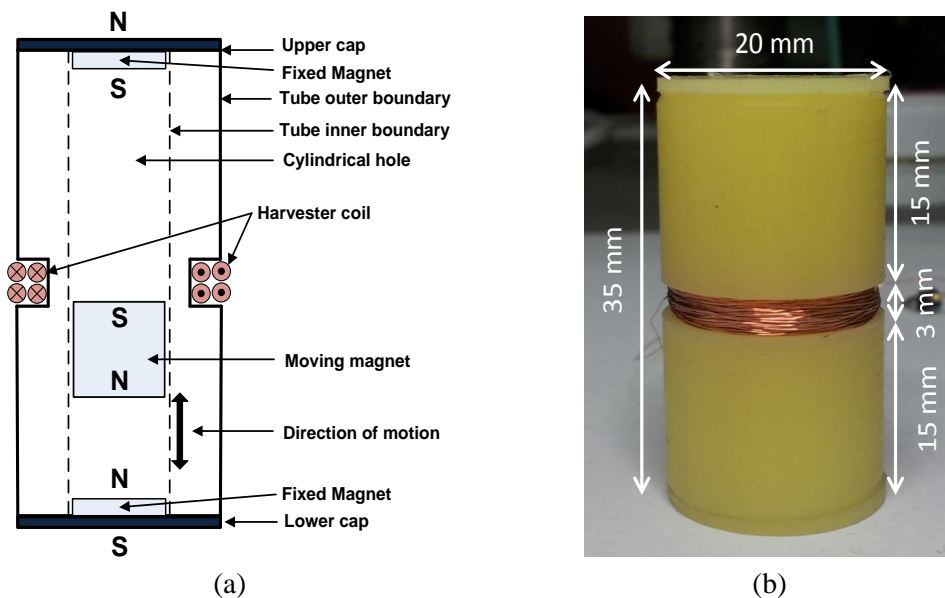 N
Upper cap
Fixed Magnet
S
Tube outer boundary
Tube inner boundary
Cylindrical hole
Harvester coil
S
Moving magnet
N
Direction of motion
N
Fixed Magnet
Lower cap
S
(a)
20 mm
35 mm
15 mm
3 mm
15 mm
(b)